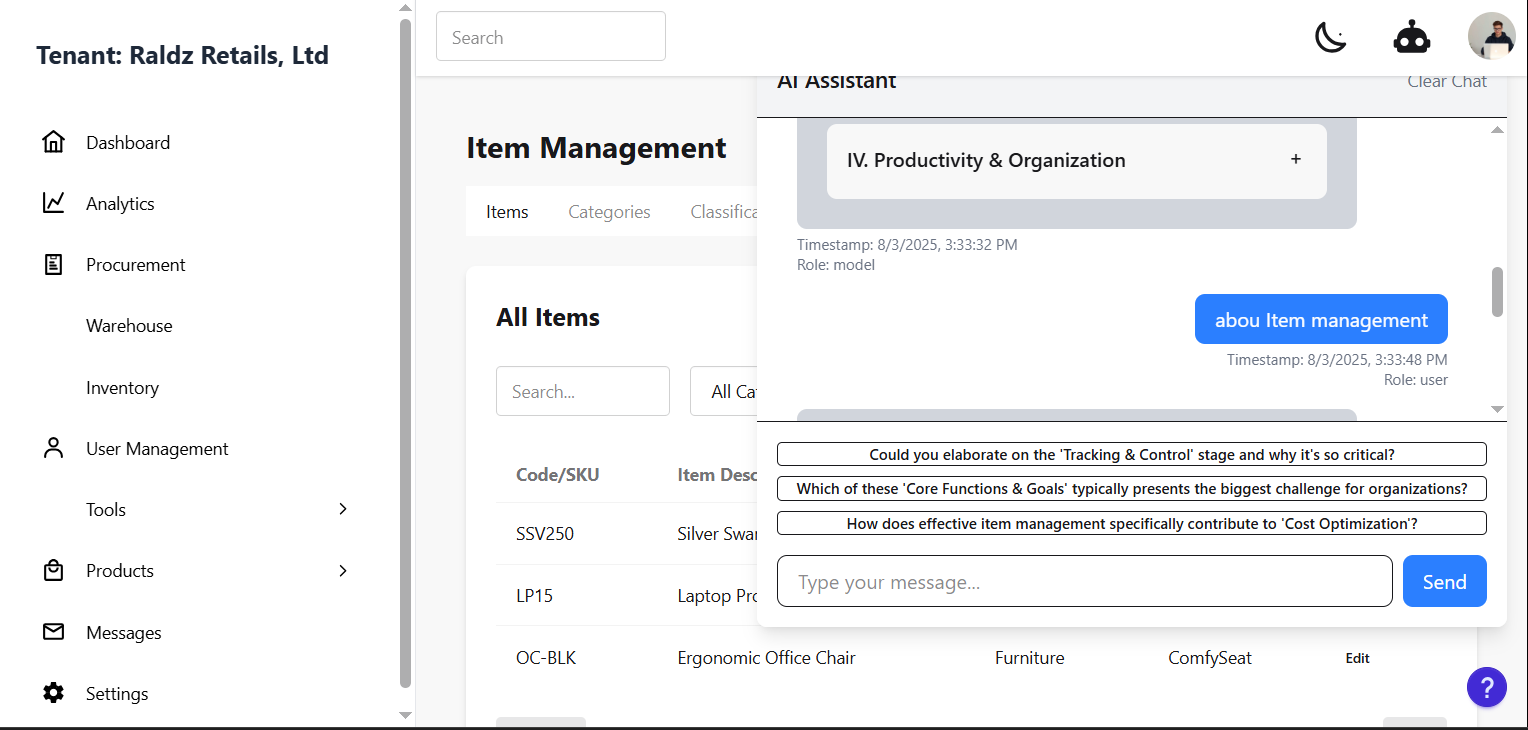 Tenant: Raldz Retails, Ltd
Dashboard
Analytics
Procurement
Warehouse
Inventory
User Management
Tools
Products
Messages
Settings
Search
Item Management
Items Categories Classifica
All Items
Search...
All Ca
Code/SKU Item Desc
SSV250 Silver Swar
LP15 Laptop Pro
OC-BLK Ergonomic Office Chair Furniture ComfySeat Edit
AI Assistant Clear Chat
IV. Productivity & Organization +
Timestamp: 8/3/2025, 3:33:32 PM
Role: model
abou Item management
Timestamp: 8/3/2025, 3:33:48 PM
Role: user
Could you elaborate on the 'Tracking & Control' stage and why it's so critical?
Which of these 'Core Functions & Goals' typically presents the biggest challenge for organizations?
How does effective item management specifically contribute to 'Cost Optimization'?
Type your message...
Send
?